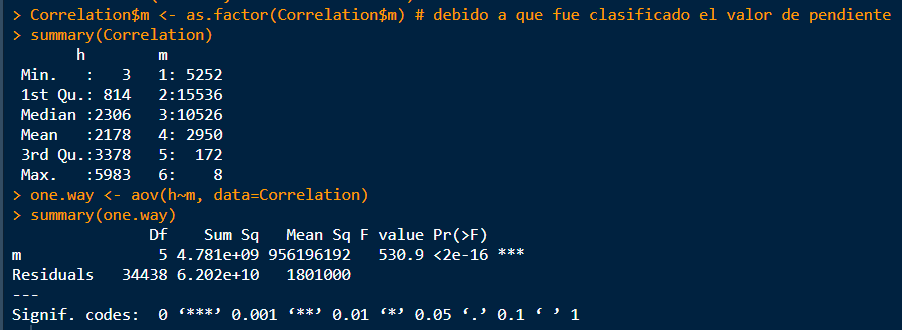 > Correlation$m <- as.factor(Correlation$m) # debido a que fue clasificado el valor de pendiente
> summary(Correlation)
       h        m
 Min.   :   3   1: 5252
 1st Qu.: 814   2:15536
 Median :2306   3:10526
 Mean   :2178   4: 2950
 3rd Qu.:3378   5:  172
 Max.   :5983   6:    8
> one.way <- aov(h~m, data=Correlation)
> summary(one.way)
               Df    Sum Sq   Mean Sq F value Pr(>F)
m               5 4.781e+09 956196192   530.9 <2e-16 ***
Residuals   34438 6.202e+10   1801000
---
Signif. codes:  0 ‘***’ 0.001 ‘**’ 0.01 ‘*’ 0.05 ‘.’ 0.1 ‘ ’ 1